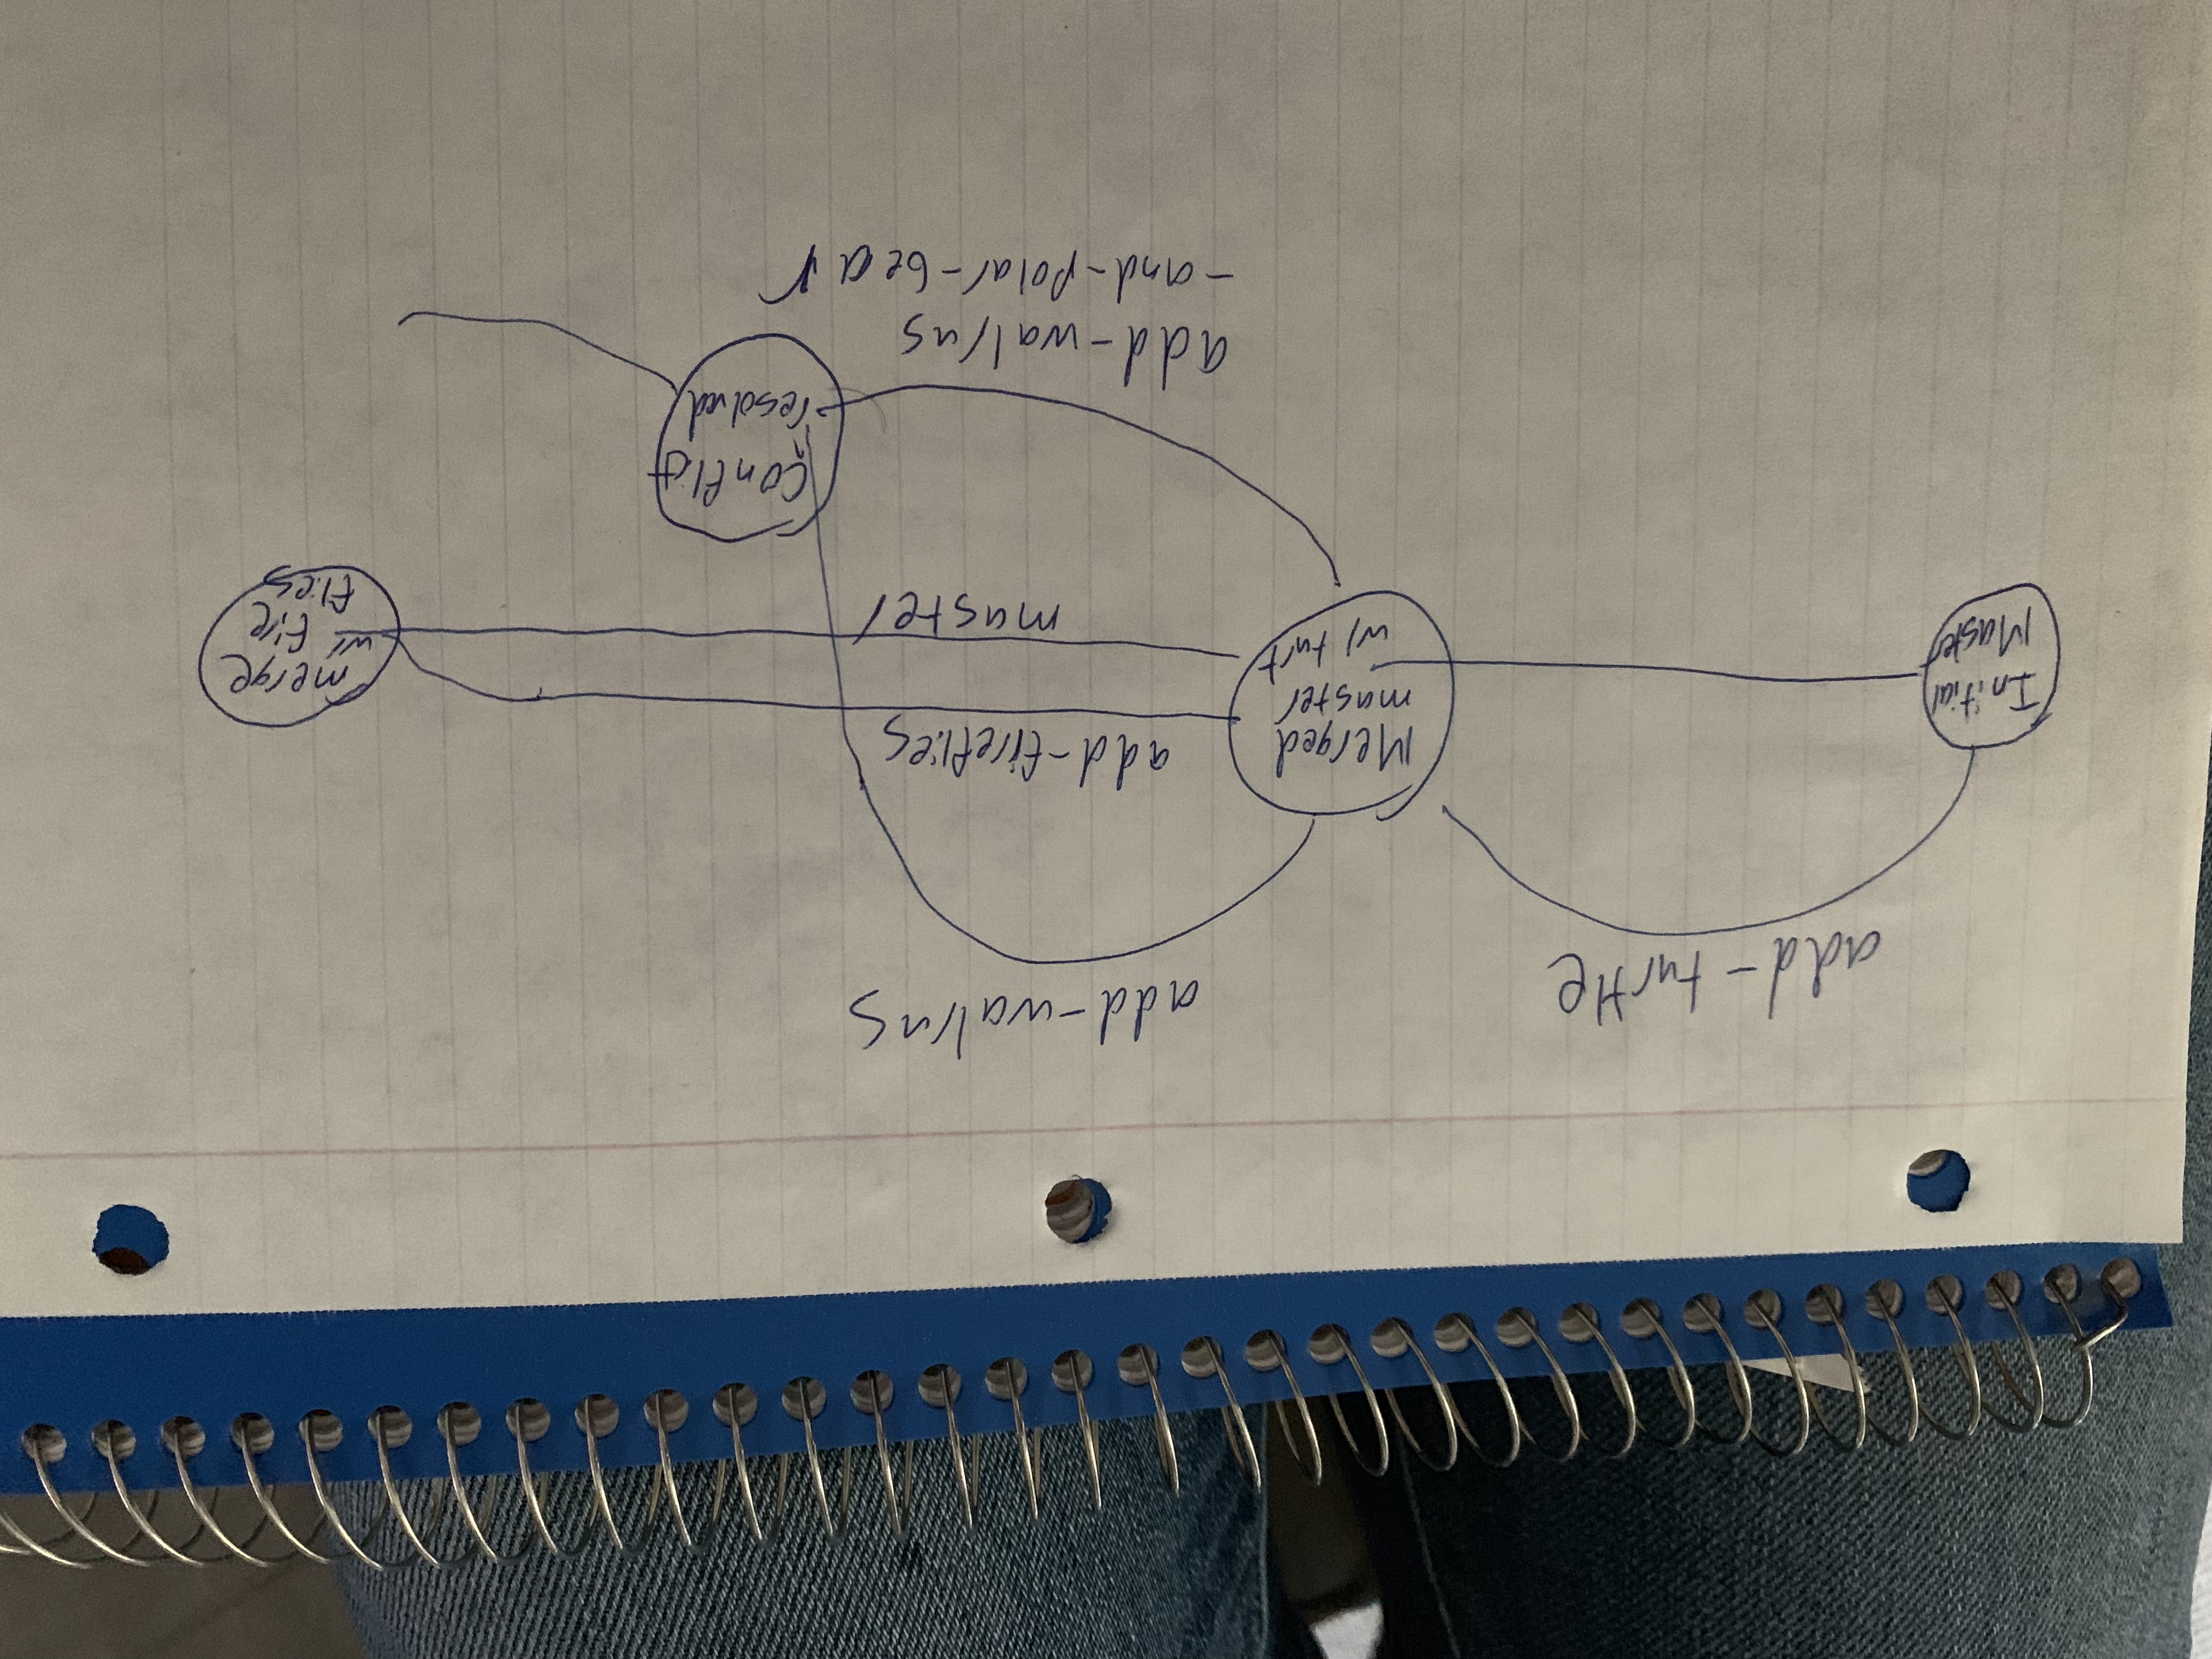 add-turtle
add-walrus
add-fireflies
master
Initial
Master
Merged
master
w/ turt
merge
w/ fire
flies
Conflict
resolved
add-walrus
-and-polar-bear